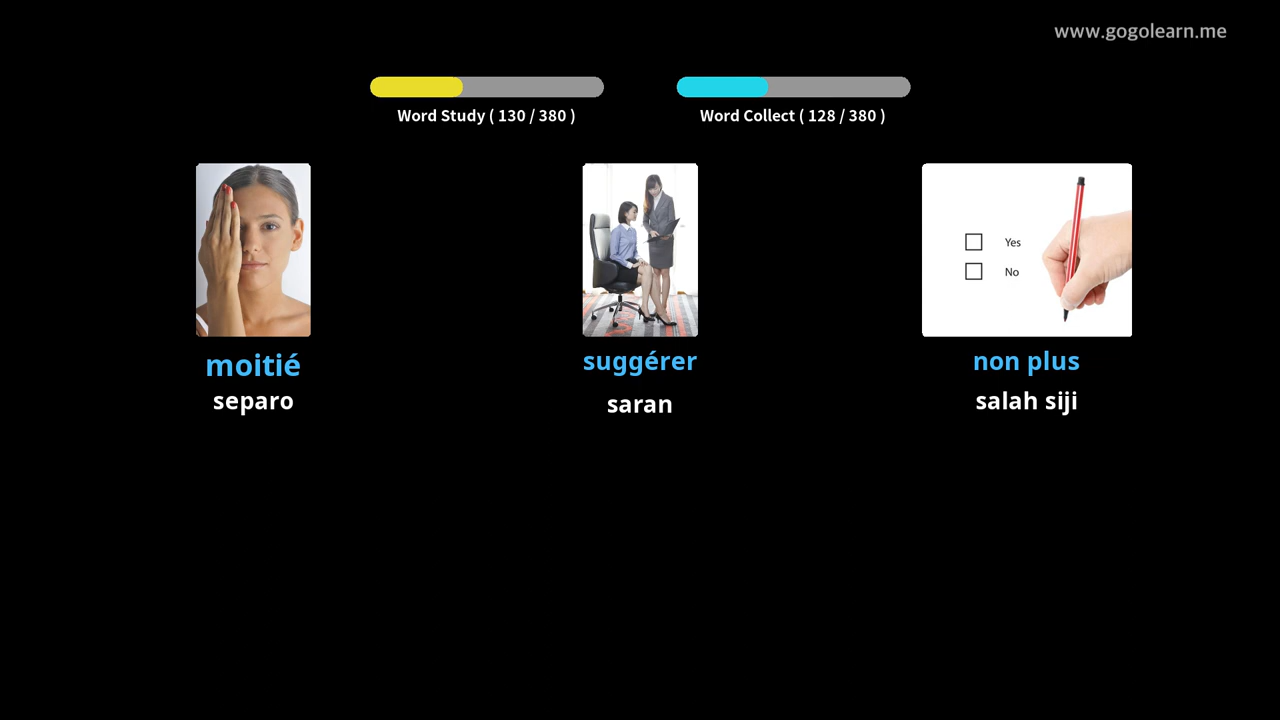 www.gogolearn.me
Word Study ( 130 / 380 )
Word Collect ( 128 / 380 )
Yes
No
moitié
separo
suggérer
saran
non plus
salah siji